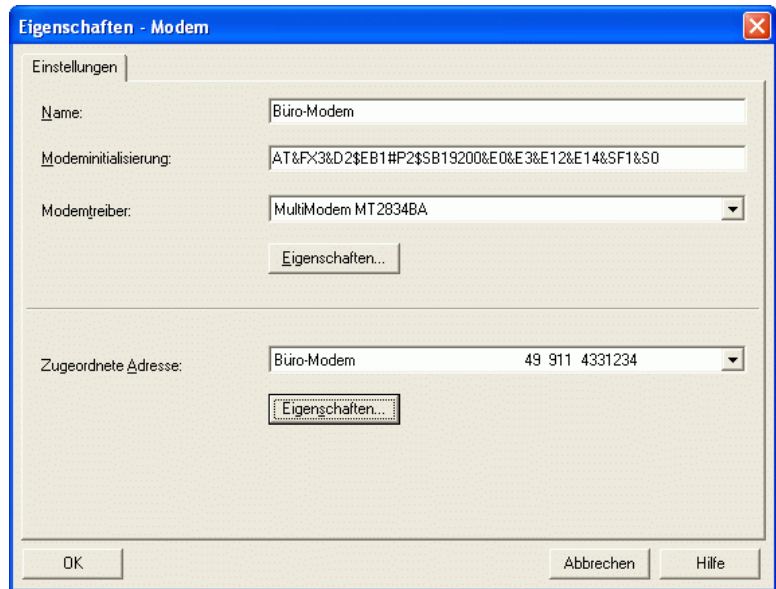 Eigenschaften - Modem
Einstellungen
Name: Büro-Modem
Modeminitialisierung: AT&FX3&D2$EB1#P2$SB19200&E0&E3&E12&E14&SF1&S0
Modemtreiber: MultiModem MT2834BA
Eigenschaften...
Zugeordnete Adresse: Büro-Modem 49 911 4331234
Eigenschaften...
OK Abbrechen Hilfe